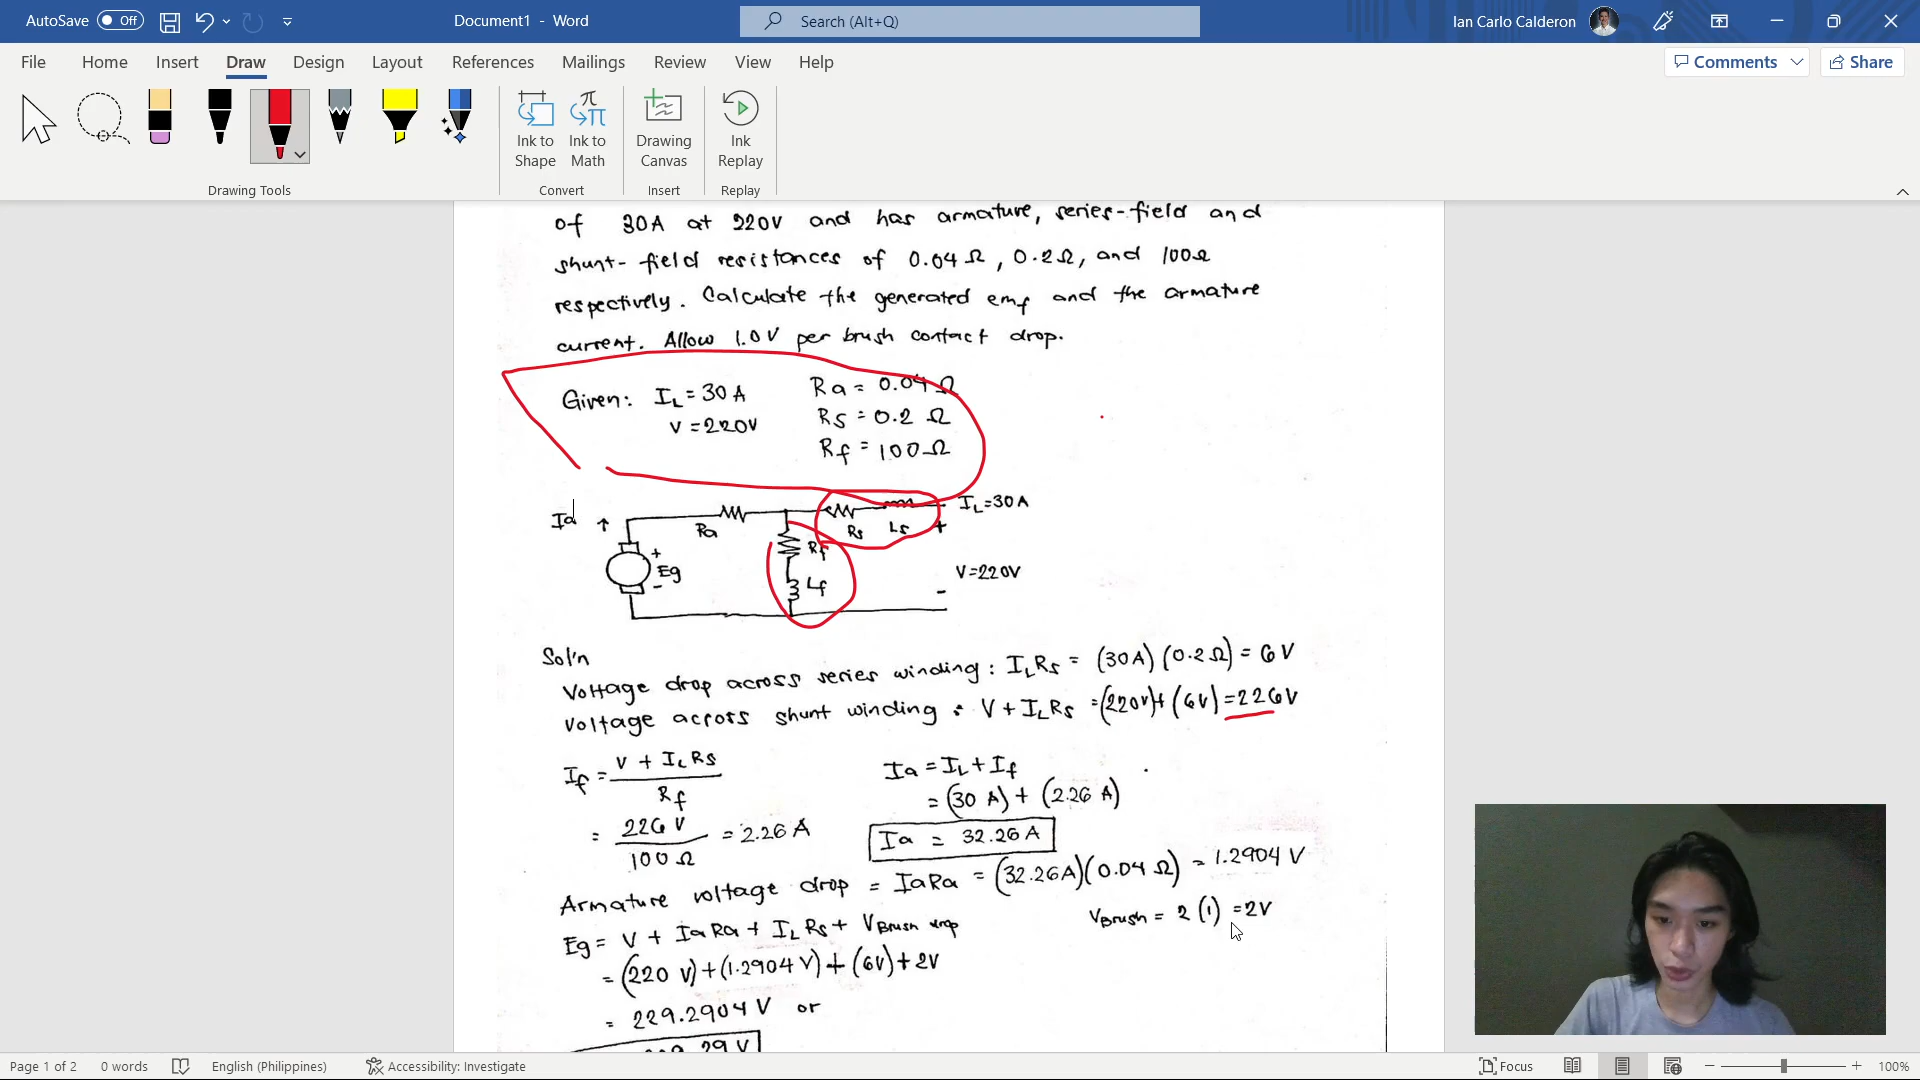 AutoSave Off Document1 - Word Search (Alt+Q) Ian Carlo Calderon
File Home Insert Draw Design Layout References Mailings Review View Help Comments Share
Ink to Shape Ink to Math Drawing Canvas Ink Replay
Drawing Tools Convert Insert Replay
of 30A at 220V and has armature, series-field and
shunt-field resistances of 0.04Ω, 0.2Ω, and 100Ω
respectively. Calculate the generated emf and the armature
current. Allow 1.0V per brush contact drop.
Given: IL = 30 A Ra = 0.04 Ω
V = 220V Rs = 0.2 Ω
Rf = 100Ω
Ia ↑ Ra Rs Ls IL = 30 A
+
Rf
+ Eg - Lf V = 220V
-
Sol'n
Voltage drop across series winding: ILRs = (30A)(0.2Ω) = 6V
Voltage across shunt winding: V + ILRs = (220V)+(6V) = 226V
If = V + ILRs / Rf
= 226 V / 100 Ω = 2.26 A
Ia = IL + If
= (30 A) + (2.26 A)
Ia = 32.26 A
Armature voltage drop = IaRa = (32.26A)(0.04 Ω) = 1.2904 V
Eg = V + IaRa + ILRs + VBrush drop
VBrush = 2 (1) = 2V
= (220 V)+(1.2904 V)+(6V)+2V
= 229.2904 V or
Page 1 of 2 0 words English (Philippines) Accessibility: Investigate Focus 100%